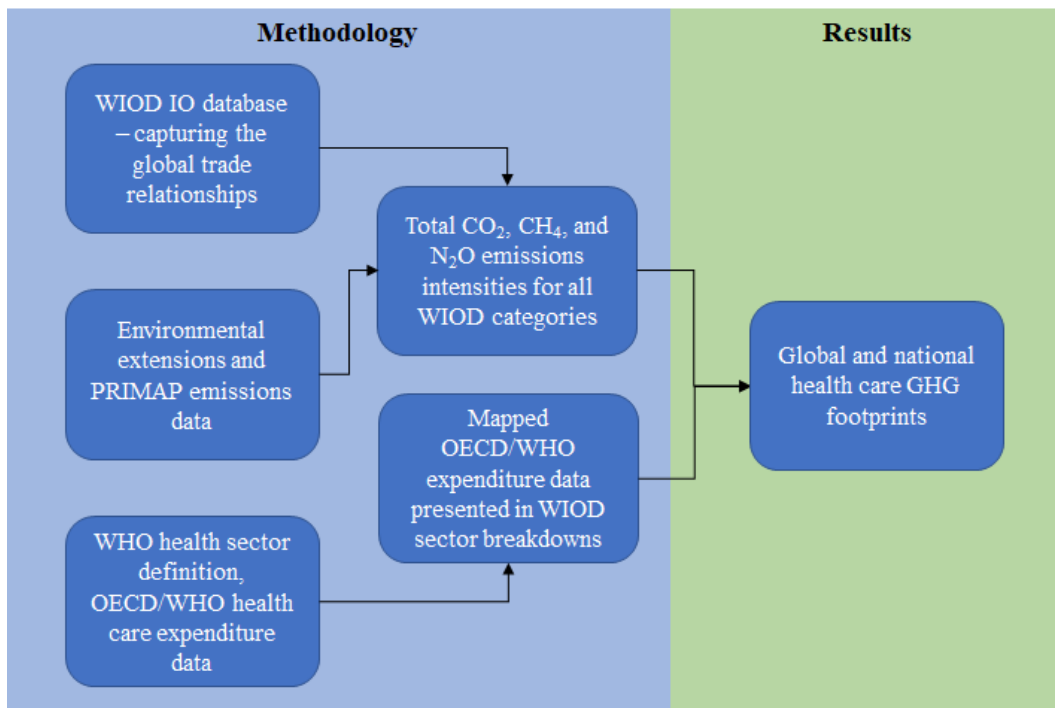 Methodology
Results
WIOD IO database
– capturing the
global trade
relationships
Total CO₂, CH₄, and
N₂O emissions
intensities for all
WIOD categories
Environmental
extensions and
PRIMAP emissions
data
Global and national
health care GHG
footprints
Mapped
OECD/WHO
expenditure data
presented in WIOD
sector breakdowns
WHO health sector
definition,
OECD/WHO health
care expenditure
data